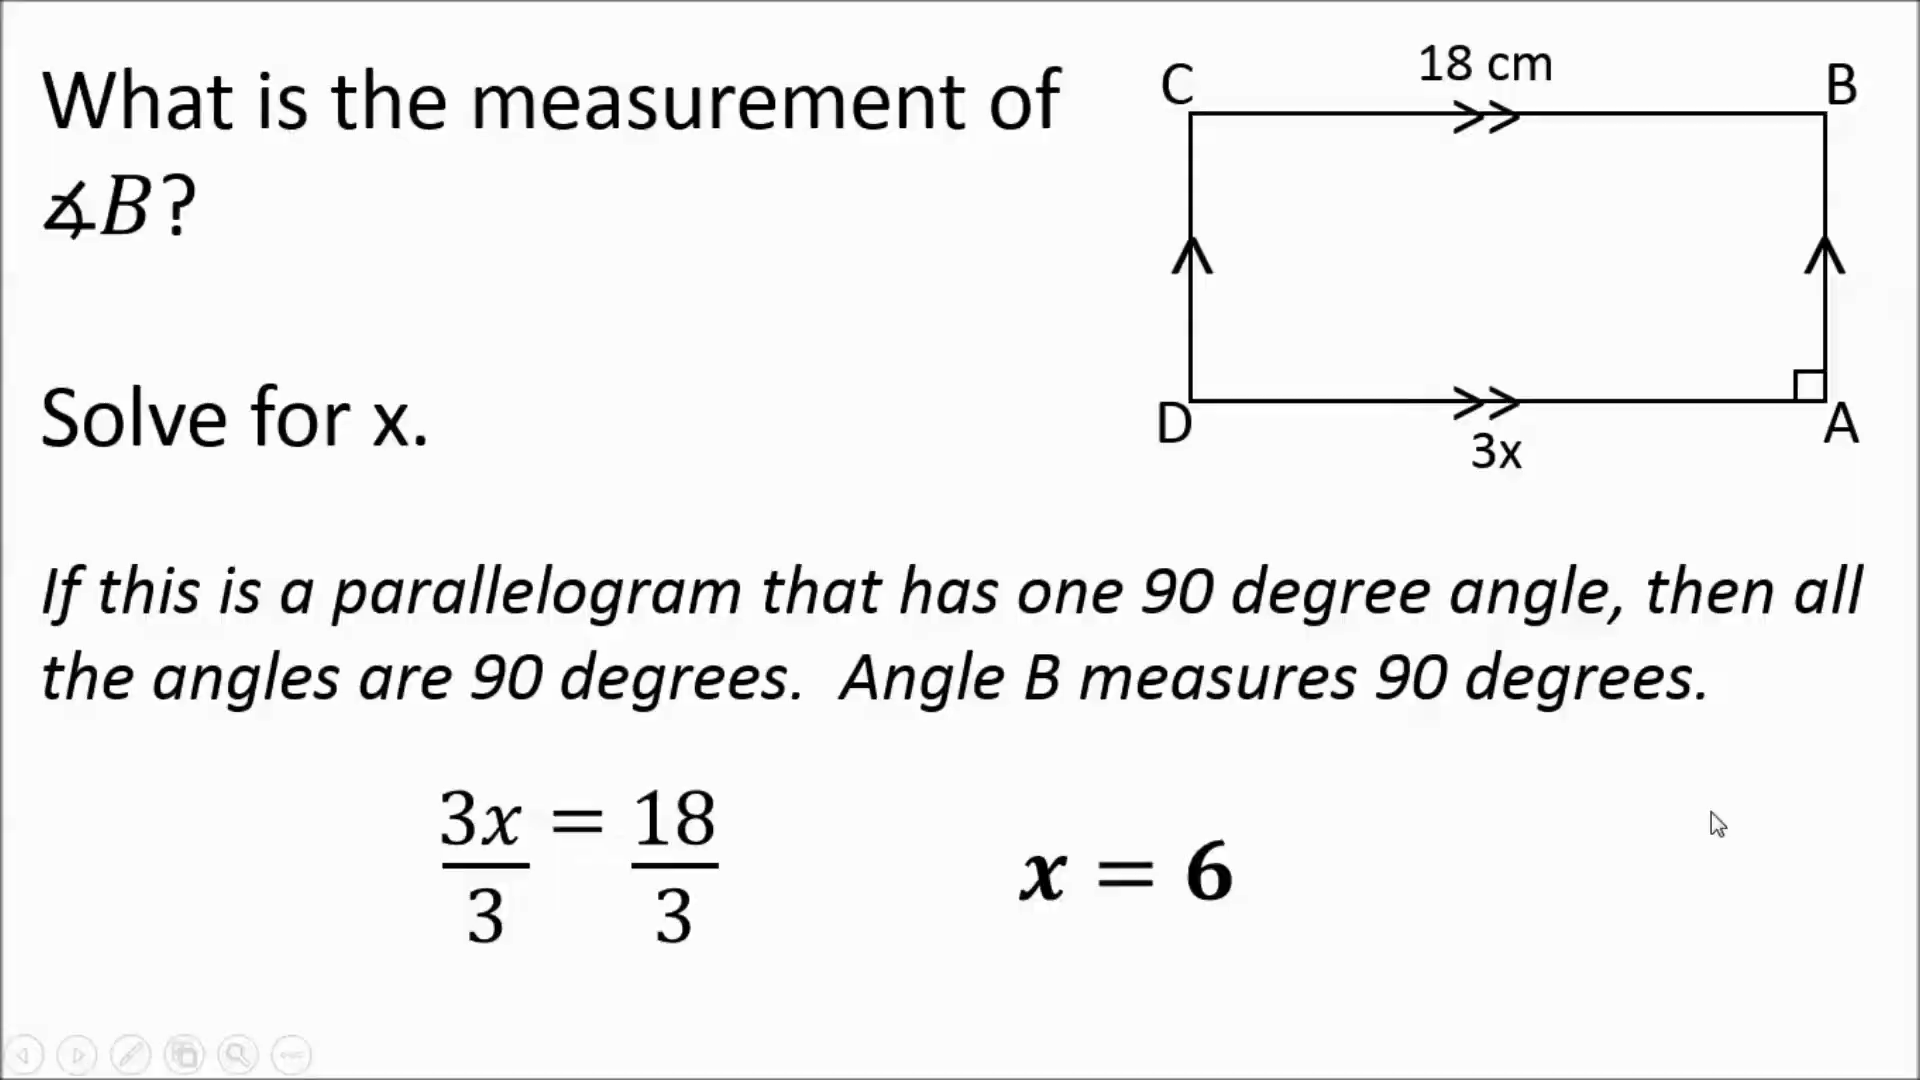 What is the measurement of
∡B?
Solve for x.
C
18 cm
B
D
3x
A
If this is a parallelogram that has one 90 degree angle, then all
the angles are 90 degrees. Angle B measures 90 degrees.
3x = 18
3 3
x = 6